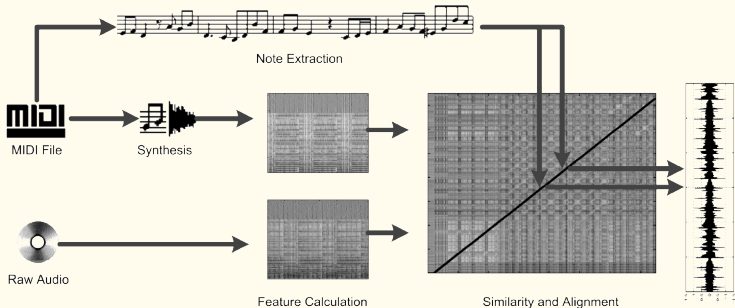 Note Extraction
MIDI
MIDI File
Synthesis
Raw Audio
Feature Calculation
Similarity and Alignment